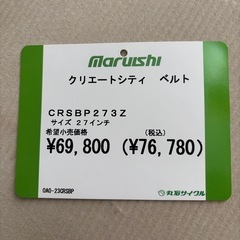 maruishi
クリエートシティ ベルト
CRSBP273Z
サイズ 27インチ
希望小売価格 (税込)
¥69,800 (¥76,780)
OAO-23CRSBP
丸石サイクル